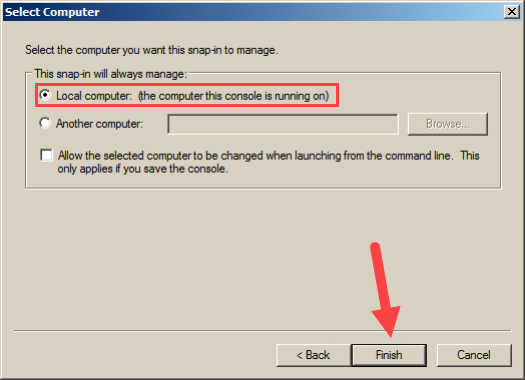 Select Computer
Select the computer you want this snap-in to manage.
This snap-in will always manage:
Local computer: (the computer this console is running on)
Another computer:
Browse...
Allow the selected computer to be changed when launching from the command line. This
only applies if you save the console.
< Back
Finish
Cancel